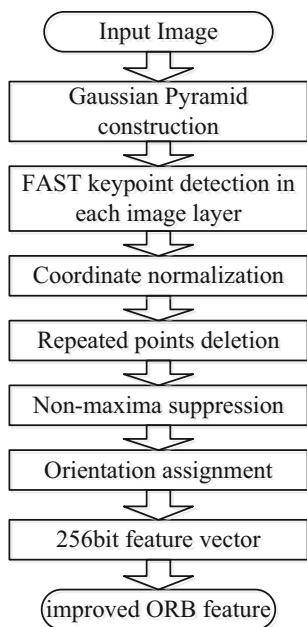 Input Image
Gaussian Pyramid
construction
FAST keypoint detection in
each image layer
Coordinate normalization
Repeated points deletion
Non-maxima suppression
Orientation assignment
256bit feature vector
improved ORB feature